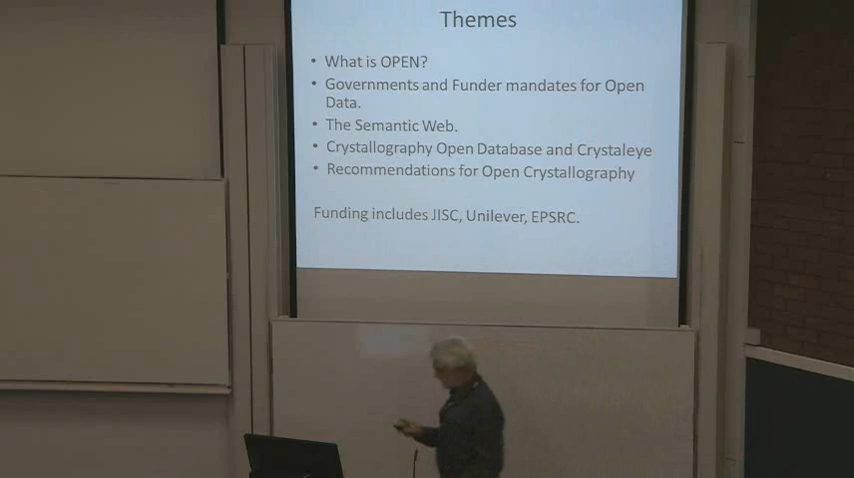 Themes
• What is OPEN?
• Governments and Funder mandates for Open
Data.
• The Semantic Web.
• Crystallography Open Database and Crystaleye
• Recommendations for Open Crystallography
Funding includes JISC, Unilever, EPSRC.